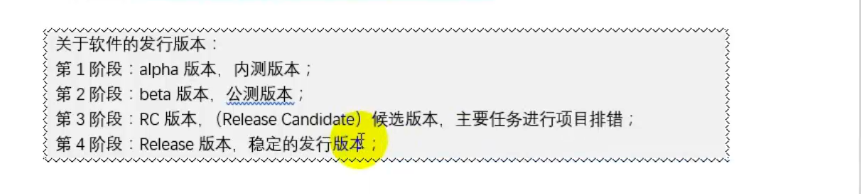 关于软件的发行版本：
第 1 阶段：alpha 版本，内测版本；
第 2 阶段：beta 版本，公测版本；
第 3 阶段：RC 版本，（Release Candidate）候选版本，主要任务进行项目排错；
第 4 阶段：Release 版本，稳定的发行版本；